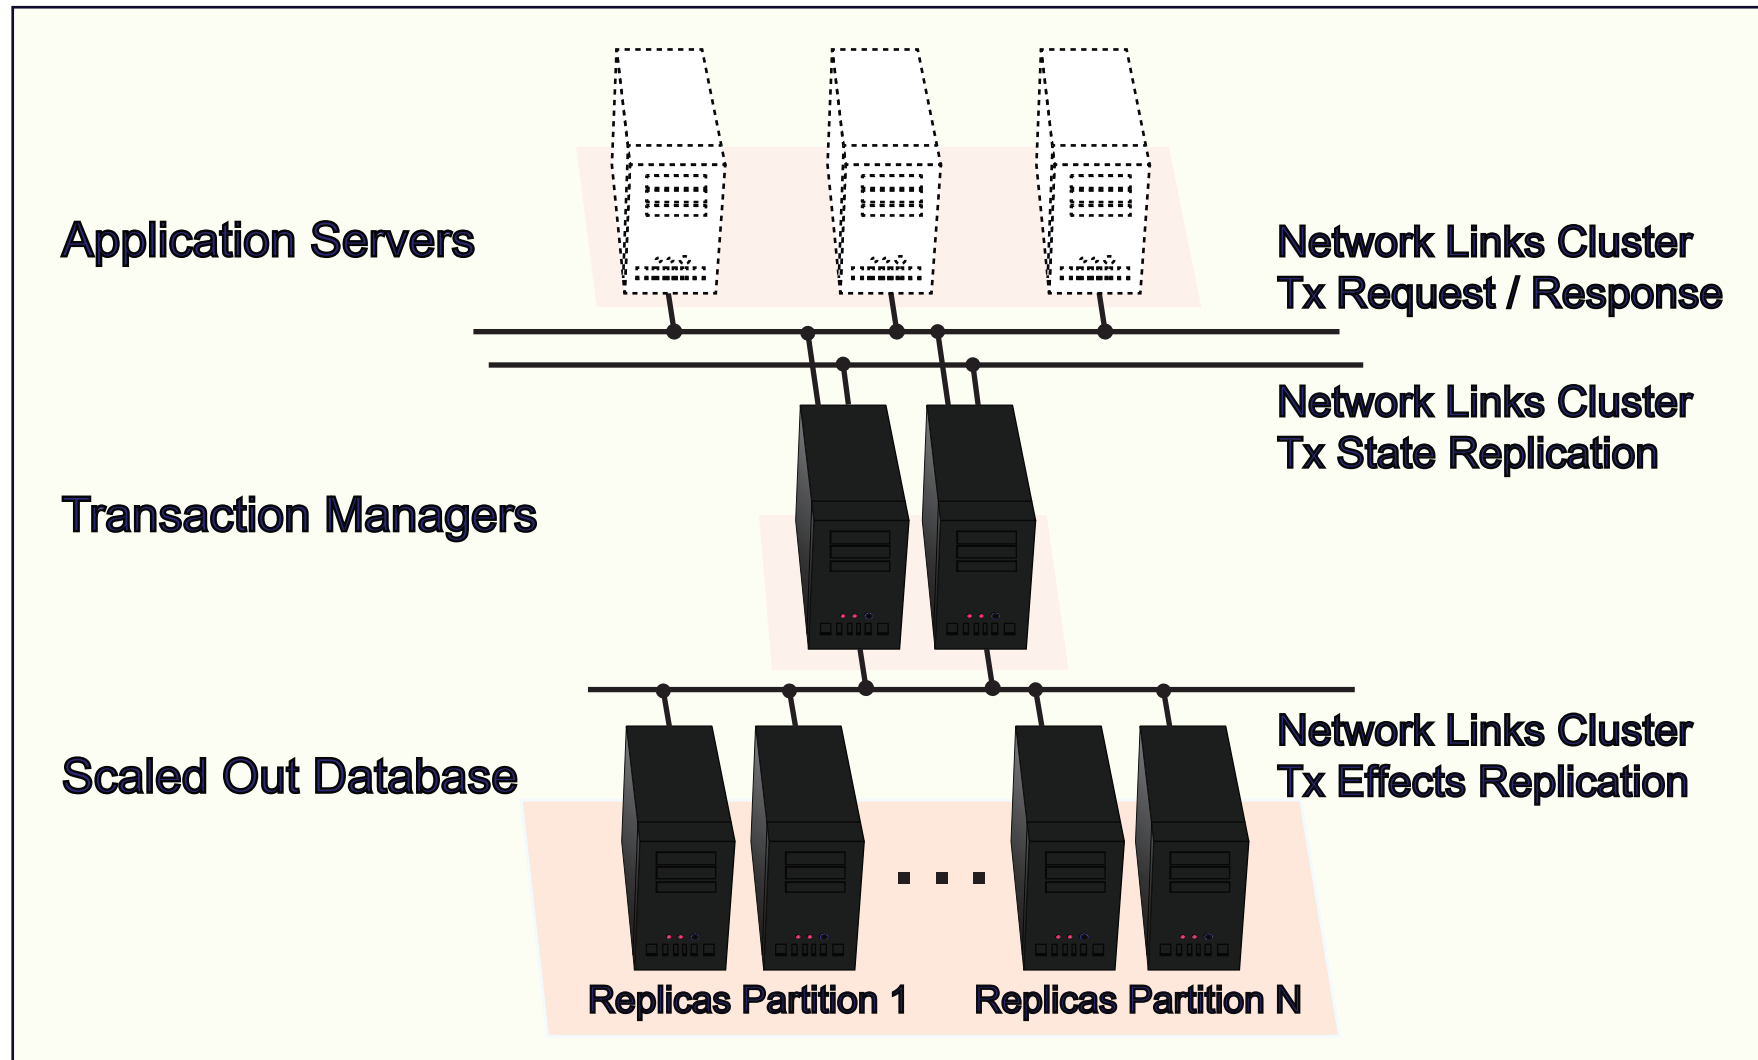 Application Servers
Network Links Cluster
Tx Request / Response
Network Links Cluster
Tx State Replication
Transaction Managers
Network Links Cluster
Tx Effects Replication
Scaled Out Database
Replicas Partition 1
Replicas Partition N